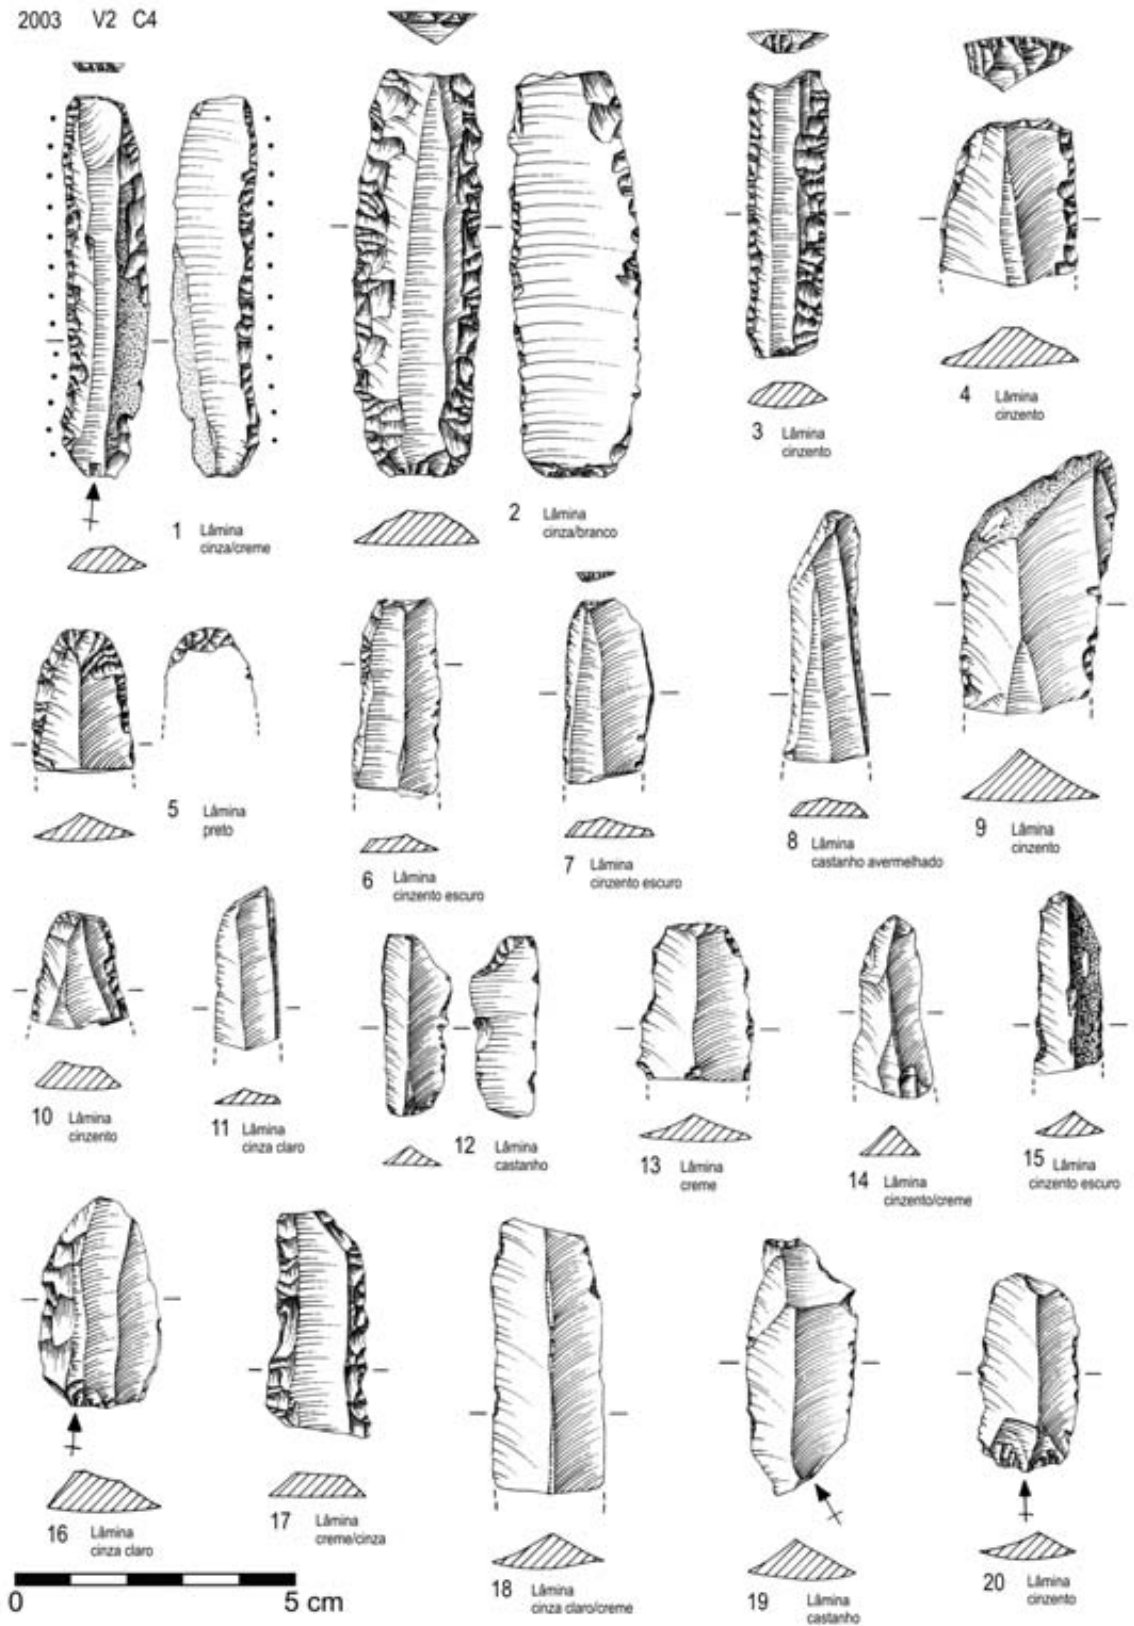 2003 V2 C4
1 Lâmina
cinza/creme
2 Lâmina
cinza/branco
3 Lâmina
cinzento
4 Lâmina
cinzento
5 Lâmina
preto
6 Lâmina
cinzento escuro
7 Lâmina
cinzento escuro
8 Lâmina
castanho avermelhado
9 Lâmina
cinzento
10 Lâmina
cinzento
11 Lâmina
cinza claro
12 Lâmina
castanho
13 Lâmina
creme
14 Lâmina
cinzento/creme
15 Lâmina
cinzento escuro
16 Lâmina
cinza claro
17 Lâmina
creme/cinza
18 Lâmina
cinza claro/creme
19 Lâmina
castanho
20 Lâmina
cinzento
0 5 cm